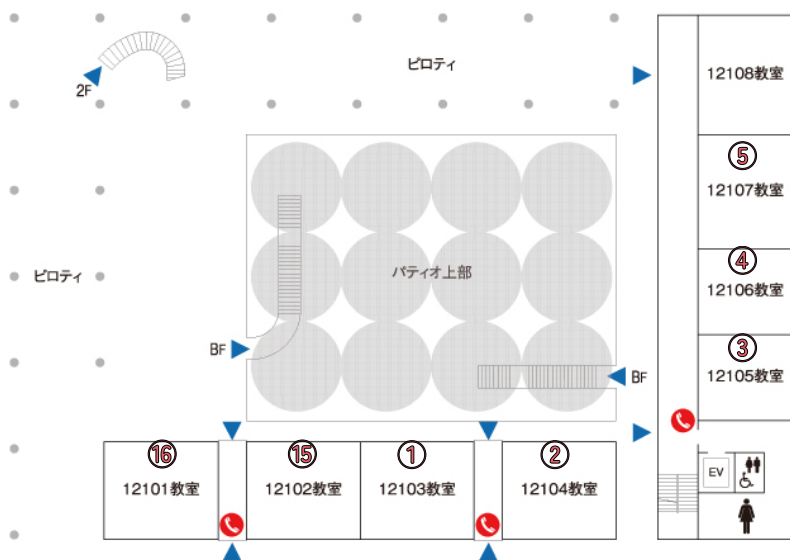 ピロティ
12108教室
2F
⑤
12107教室
④
12106教室
ピロティ
パティオ上部
③
12105教室
BF
BF
⑯
12101教室
⑮
12102教室
①
12103教室
②
12104教室
EV